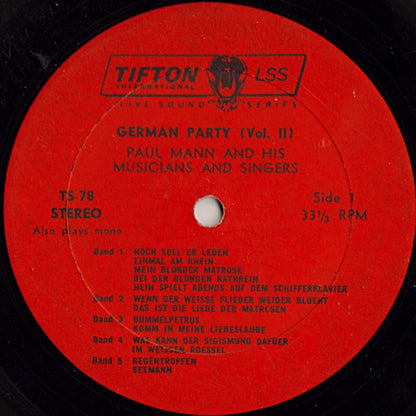 TIFTON LSS
INTERNATIONAL
LIVE SOUND SERIES
GERMAN PARTY (Vol. II)
PAUL MANN AND HIS
MUSICIANS AND SINGERS
TS-78
STEREO
Also plays mono
Side 1
33⅓ RPM
Band 1 HOCH SOLL ER LEBEN
EINMAL AM RHEIN
MEIN BLONDER MATROSE
BEI DER BLONDEN KATHREIN
HEIN SPIELT ABENDS AUF DEM SCHIFFERKLAVIER
Band 2 WENN DER WEISSE FLIEDER WEIDER BLUEHT
DAS IST DIE LIEBE DER MATRESEN
Band 3 BUMMELPETRUS
KOMM IN MEINE LIEBESLAUBE
Band 4 WAS KANN DER SIGISMUND DAFUER
IM WEISSEN ROESSEL
Band 5 REGENTROPFEN
SEEMANN